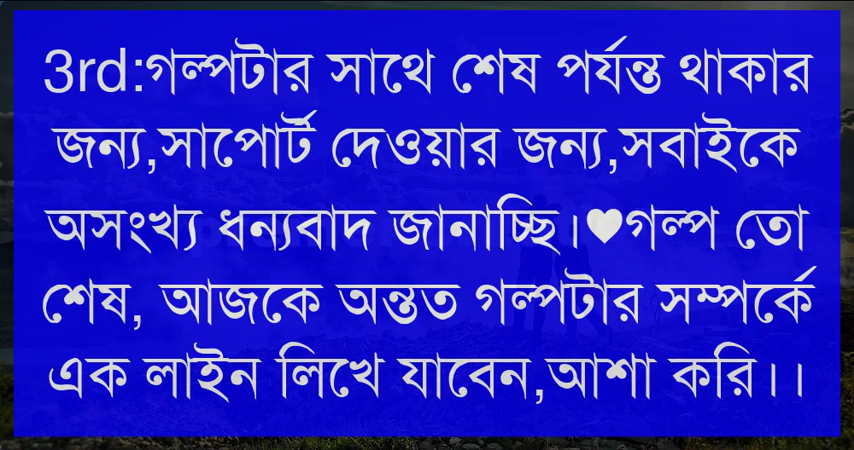 3rd:গল্পটার সাথে শেষ পর্যন্ত থাকার
জন্য,সাপোর্ট দেওয়ার জন্য,সবাইকে
অসংখ্য ধন্যবাদ জানাচ্ছি।♥গল্প তো
শেষ, আজকে অন্তত গল্পটার সম্পর্কে
এক লাইন লিখে যাবেন,আশা করি।।